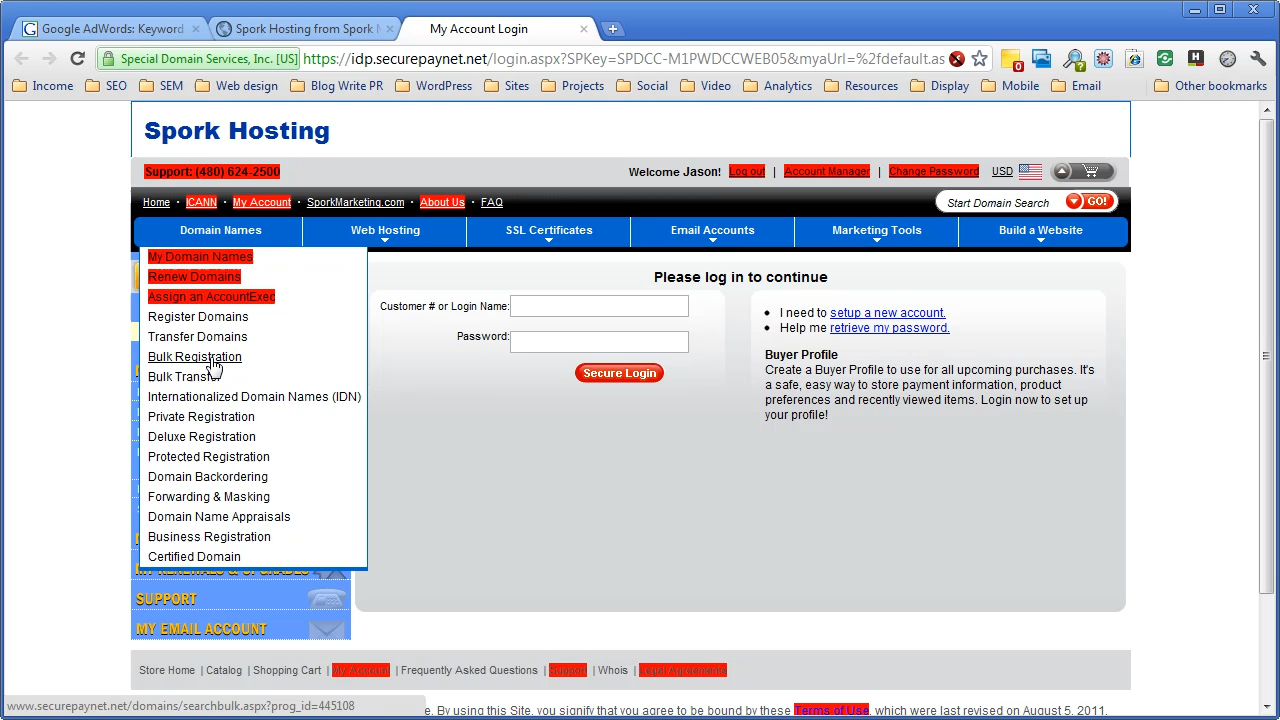 Google AdWords: Keyword
Spork Hosting from Spork
My Account Login
Special Domain Services, Inc. [US]
https://idp.securepaynet.net/login.aspx?SPKey=SPDCC-M1PWDCCWEB05&myaUrl=%2fdefault.as
0
Income
SEO
SEM
Web design
Blog Write PR
WordPress
Sites
Projects
Social
Video
Analytics
Resources
Display
Mobile
Email
Other bookmarks
Spork Hosting
Support: (480) 624-2500
Welcome Jason! Log out | Account Manager | Change Password USD
Home · ICANN · My Account · SporkMarketing.com · About Us · FAQ
Start Domain Search GO!
Domain Names
Web Hosting
SSL Certificates
Email Accounts
Marketing Tools
Build a Website
My Domain Names
Renew Domains
Assign an AccountExec
Register Domains
Transfer Domains
Bulk Registration
Bulk Transfer
Internationalized Domain Names (IDN)
Private Registration
Deluxe Registration
Protected Registration
Domain Backordering
Forwarding & Masking
Domain Name Appraisals
Business Registration
Certified Domain
MY RENEWALS & UPGRADES
SUPPORT
MY EMAIL ACCOUNT
Please log in to continue
Customer # or Login Name:
Password:
Secure Login
I need to setup a new account.
Help me retrieve my password.
Buyer Profile
Create a Buyer Profile to use for all upcoming purchases. It's
a safe, easy way to store payment information, product
preferences and recently viewed items. Login now to set up
your profile!
Store Home | Catalog | Shopping Cart | My Account | Frequently Asked Questions | Support | Whois | Legal Agreements
e. By using this Site, you signify that you agree to be bound by these Terms of Use, which were last revised on August 5, 2011.
www.securepaynet.net/domains/searchbulk.aspx?prog_id=445108